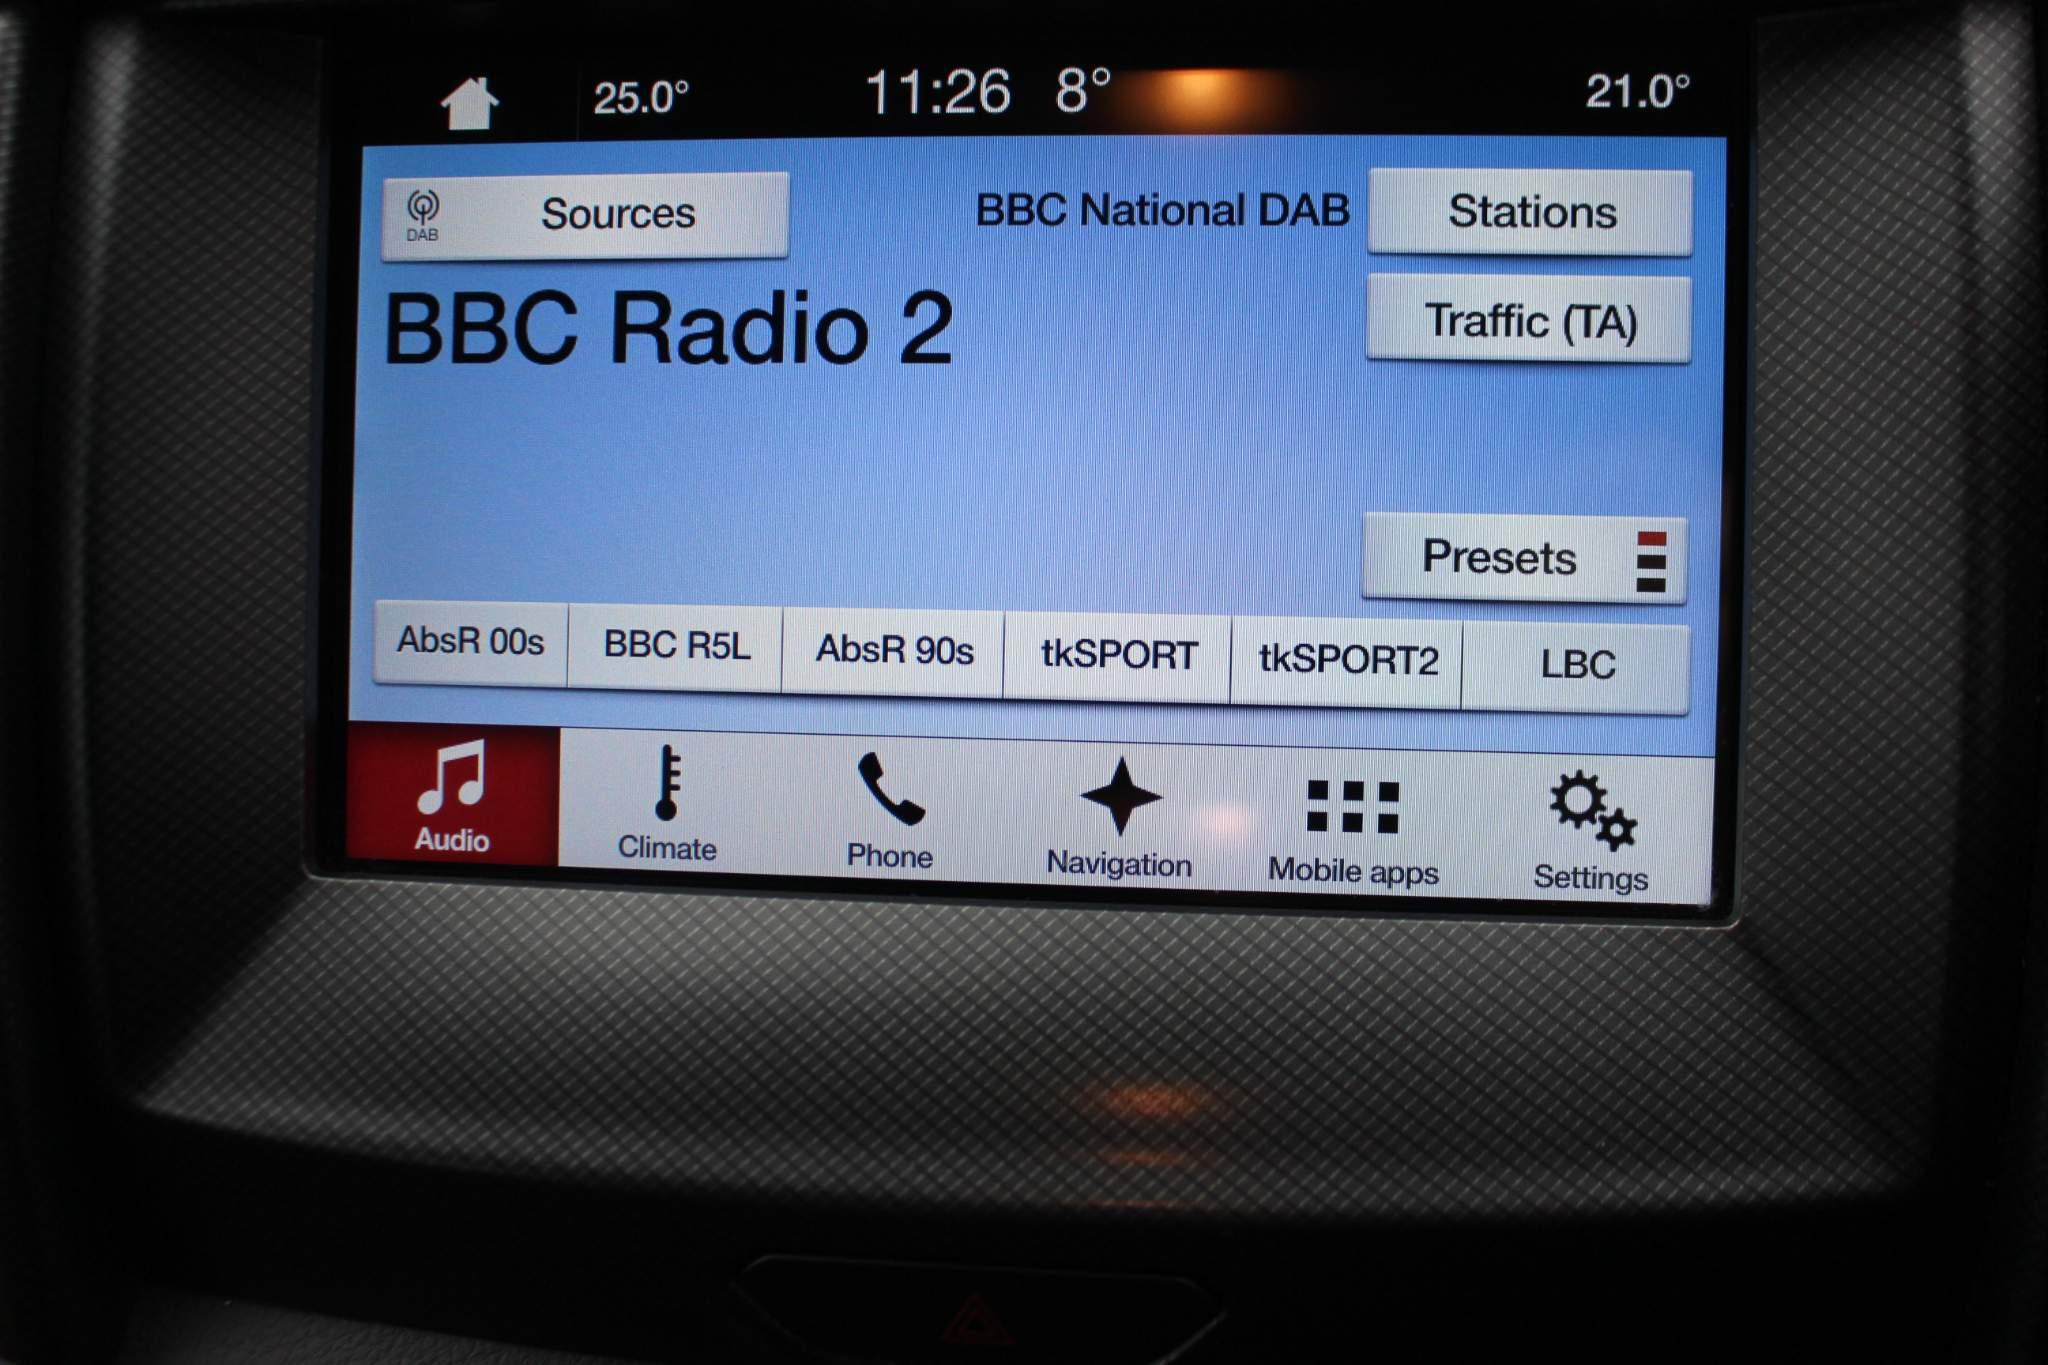 25.0° 11:26 8° 21.0°
DAB Sources BBC National DAB Stations
BBC Radio 2
Traffic (TA)
Presets
AbsR 00s BBC R5L AbsR 90s tkSPORT tkSPORT2 LBC
Audio Climate Phone Navigation Mobile apps Settings